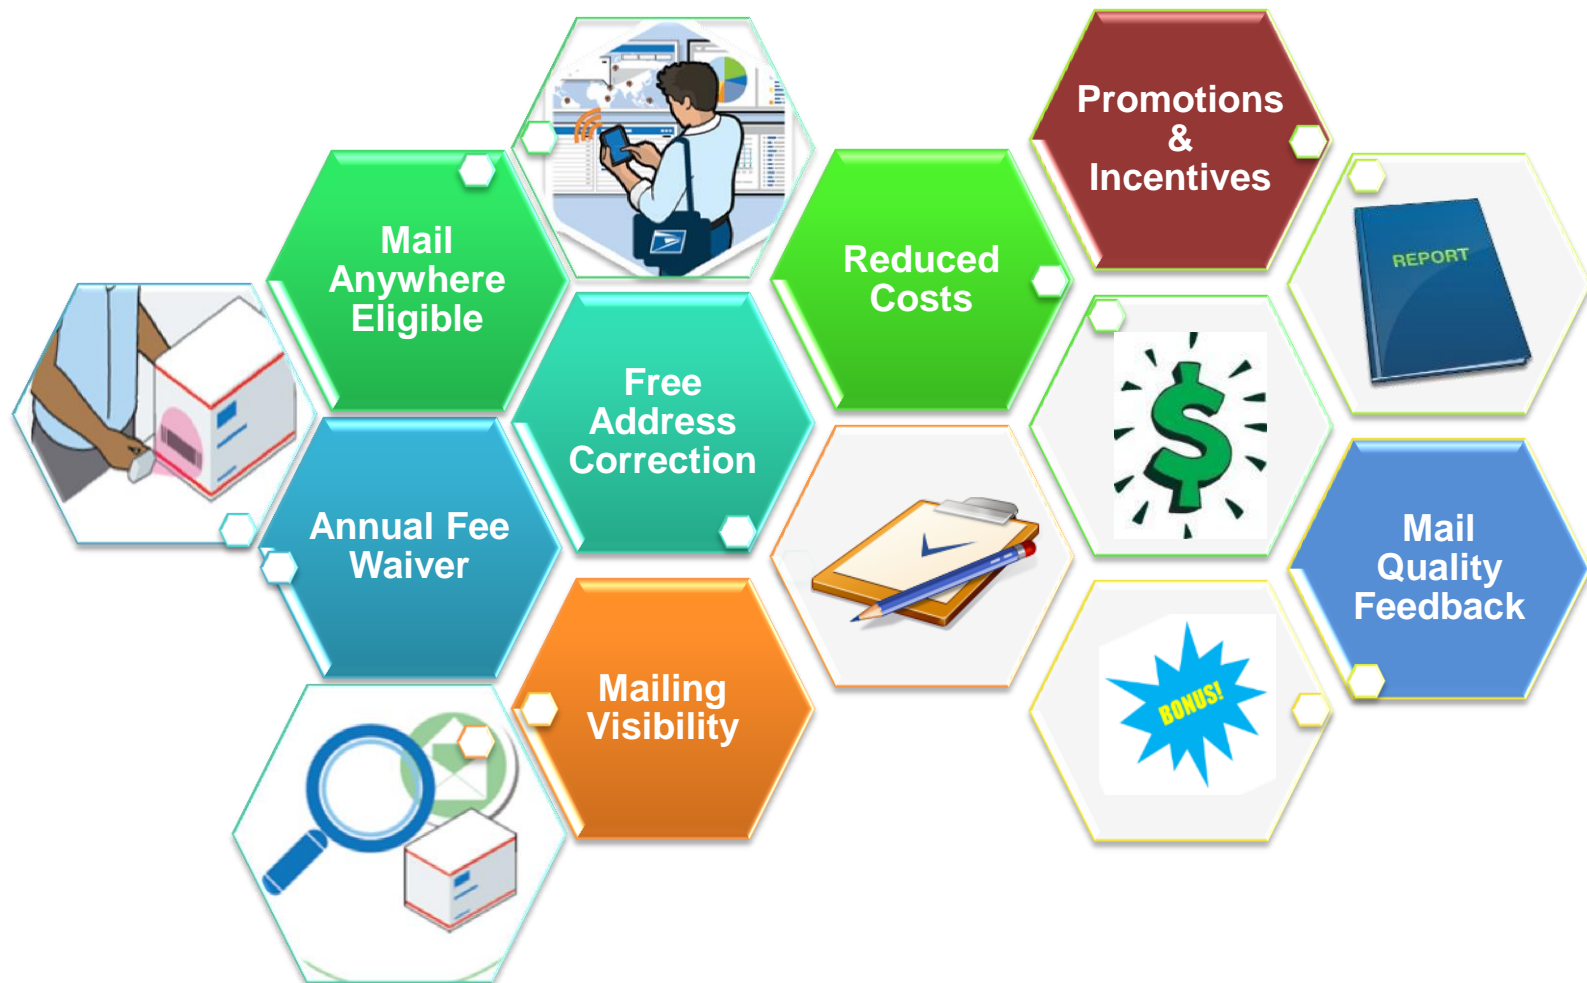 Promotions
&
Incentives
Mail
Anywhere
Eligible
Reduced
Costs
REPORT
Free
Address
Correction
$
Annual Fee
Waiver
Mail
Quality
Feedback
Mailing
Visibility
BONUS!